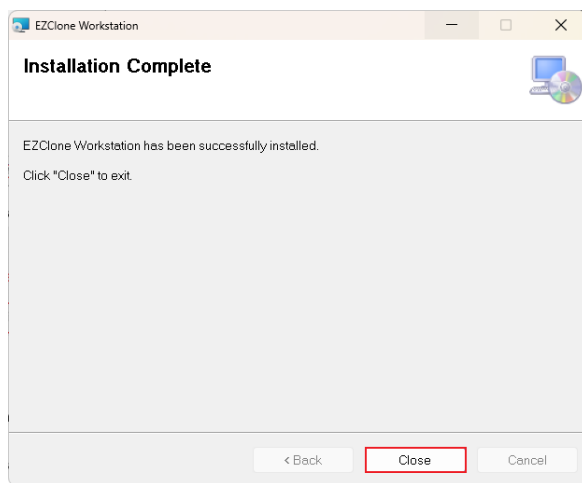 EZClone Workstation
Installation Complete
EZClone Workstation has been successfully installed.
Click "Close" to exit.
< Back
Close
Cancel